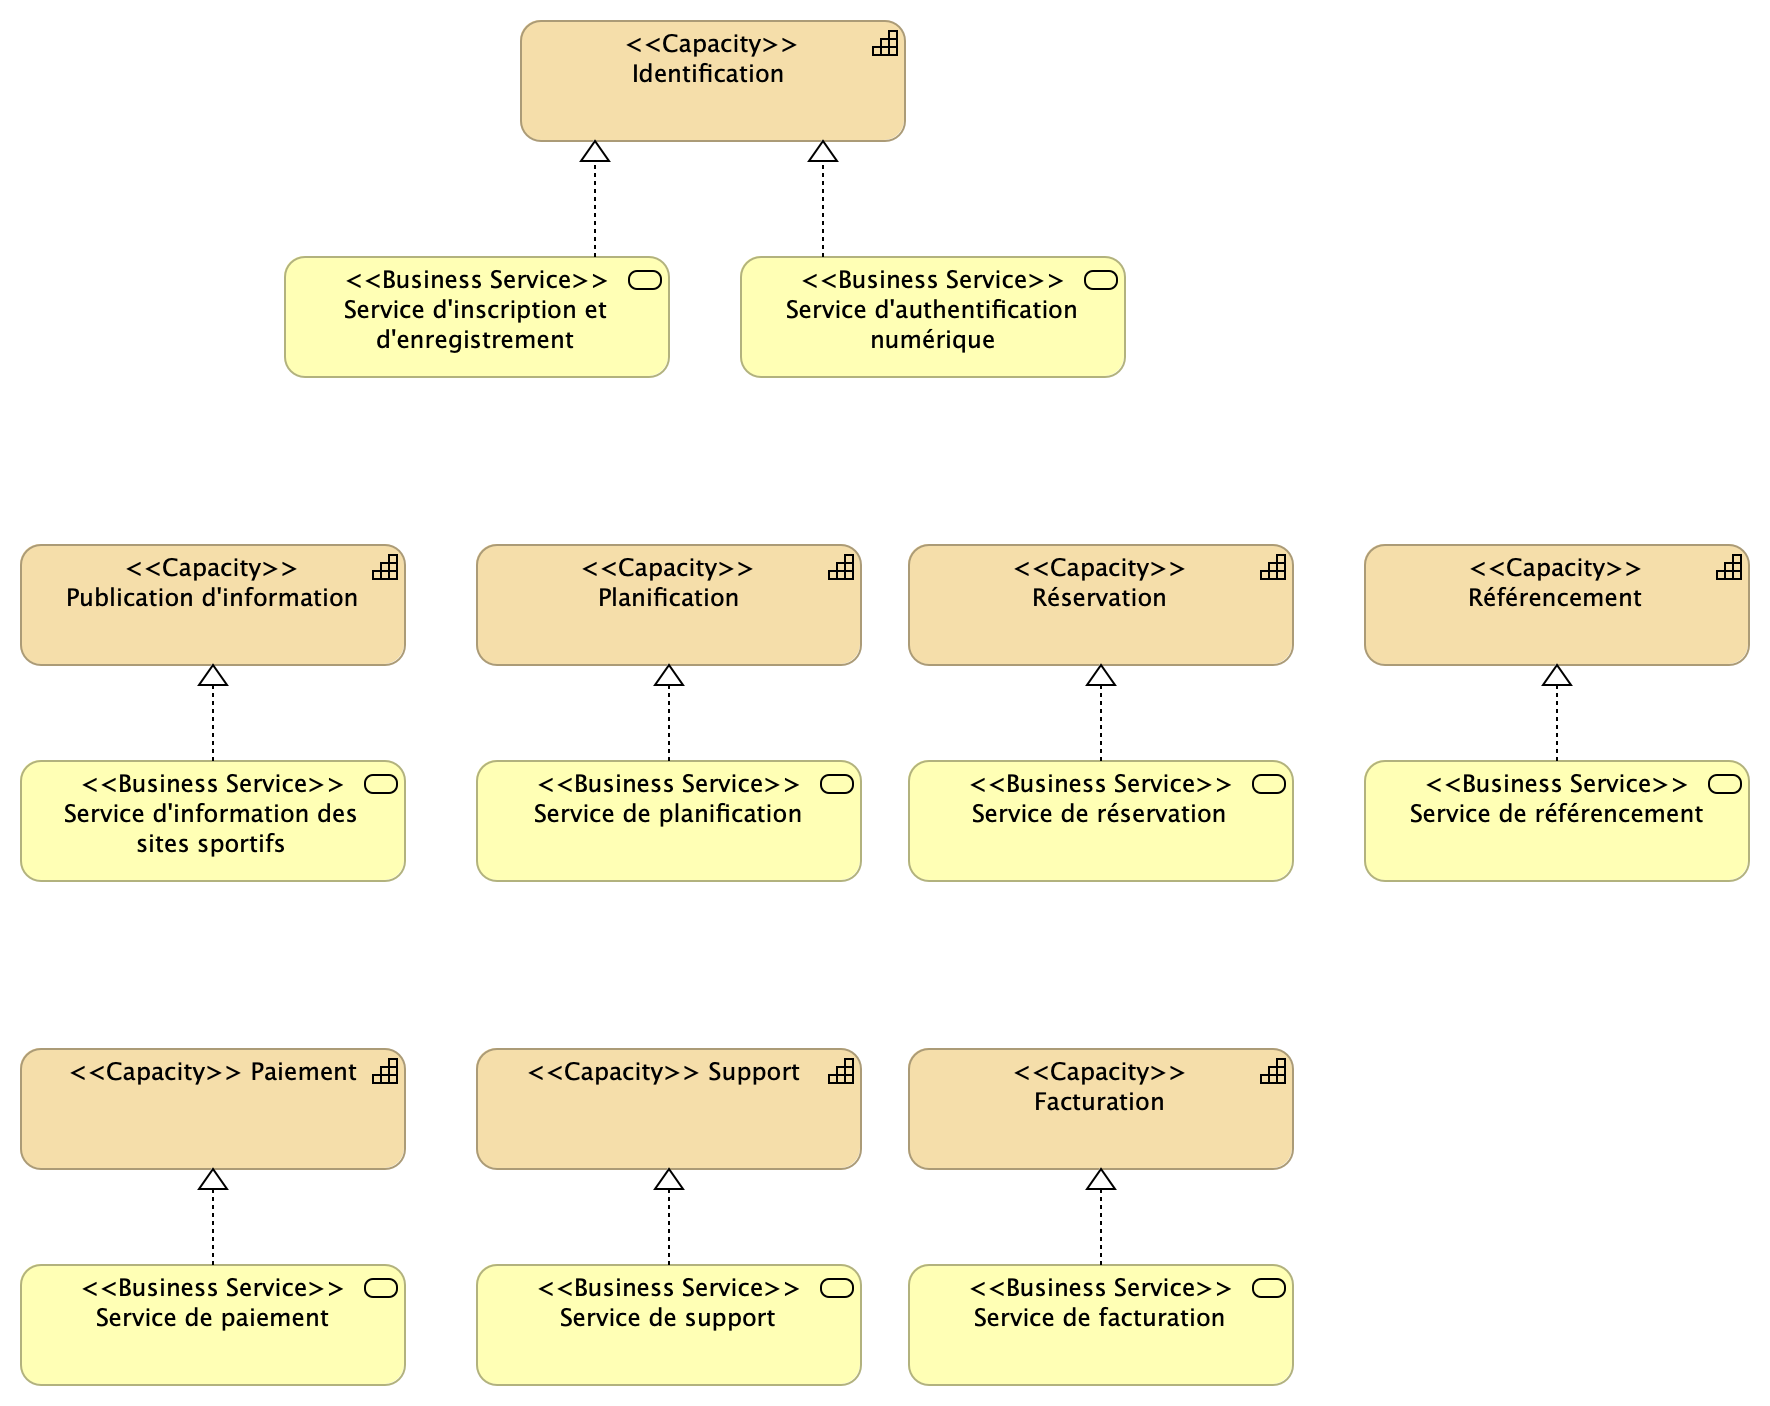 <<Capacity>>
Identification
<<Business Service>>
Service d'inscription et
d'enregistrement
<<Business Service>>
Service d'authentification
numérique
<<Capacity>>
Publication d'information
<<Capacity>>
Planification
<<Capacity>>
Réservation
<<Capacity>>
Référencement
<<Business Service>>
Service d'information des
sites sportifs
<<Business Service>>
Service de planification
<<Business Service>>
Service de réservation
<<Business Service>>
Service de référencement
<<Capacity>> Paiement
<<Capacity>> Support
<<Capacity>>
Facturation
<<Business Service>>
Service de paiement
<<Business Service>>
Service de support
<<Business Service>>
Service de facturation